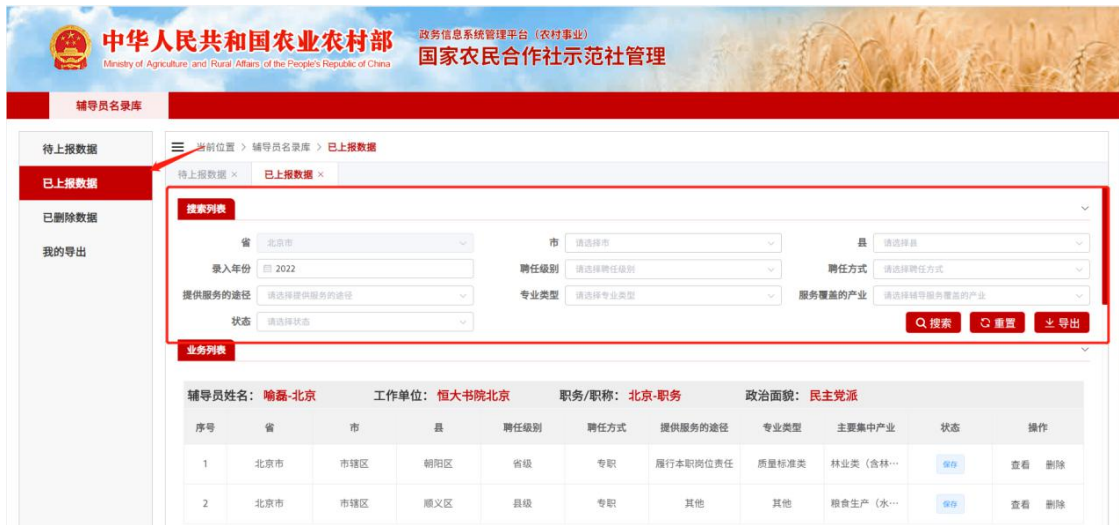 中华人民共和国农业农村部
Ministry of Agriculture and Rural Affairs of the People's Republic of China
政务信息系统管理平台（农村事业）
国家农民合作社示范社管理
辅导员名录库
待上报数据
已上报数据
已删除数据
我的导出
当前位置 > 辅导员名录库 > 已上报数据
待上报数据 × 已上报数据 ×
搜索列表
省 北京市 市 请选择市 县 请选择县
录入年份 2022 聘任级别 请选择聘任级别 聘任方式 请选择聘任方式
提供服务的途径 请选择提供服务的途径 专业类型 请选择专业类型 服务覆盖的产业 请选择辅导服务覆盖的产业
状态 请选择状态 搜索 重置 导出
业务列表
辅导员姓名： 喻磊-北京 工作单位： 恒大书院北京 职务/职称： 北京-职务 政治面貌： 民主党派
序号 省 市 县 聘任级别 聘任方式 提供服务的途径 专业类型 主要集中产业 状态 操作
1 北京市 市辖区 朝阳区 省级 专职 履行本职岗位责任 质量标准类 林业类（含林… 保存 查看 删除
2 北京市 市辖区 顺义区 县级 专职 其他 其他 粮食生产（水… 保存 查看 删除